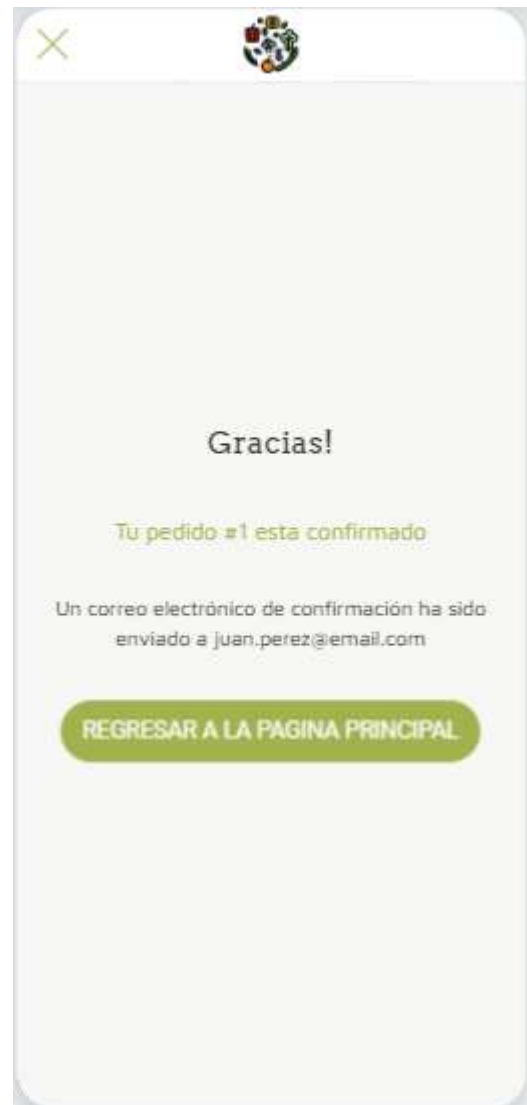 Gracias!
Tu pedido #1 esta confirmado
Un correo electrónico de confirmación ha sido
enviado a juan.perez@email.com
REGRESAR A LA PAGINA PRINCIPAL